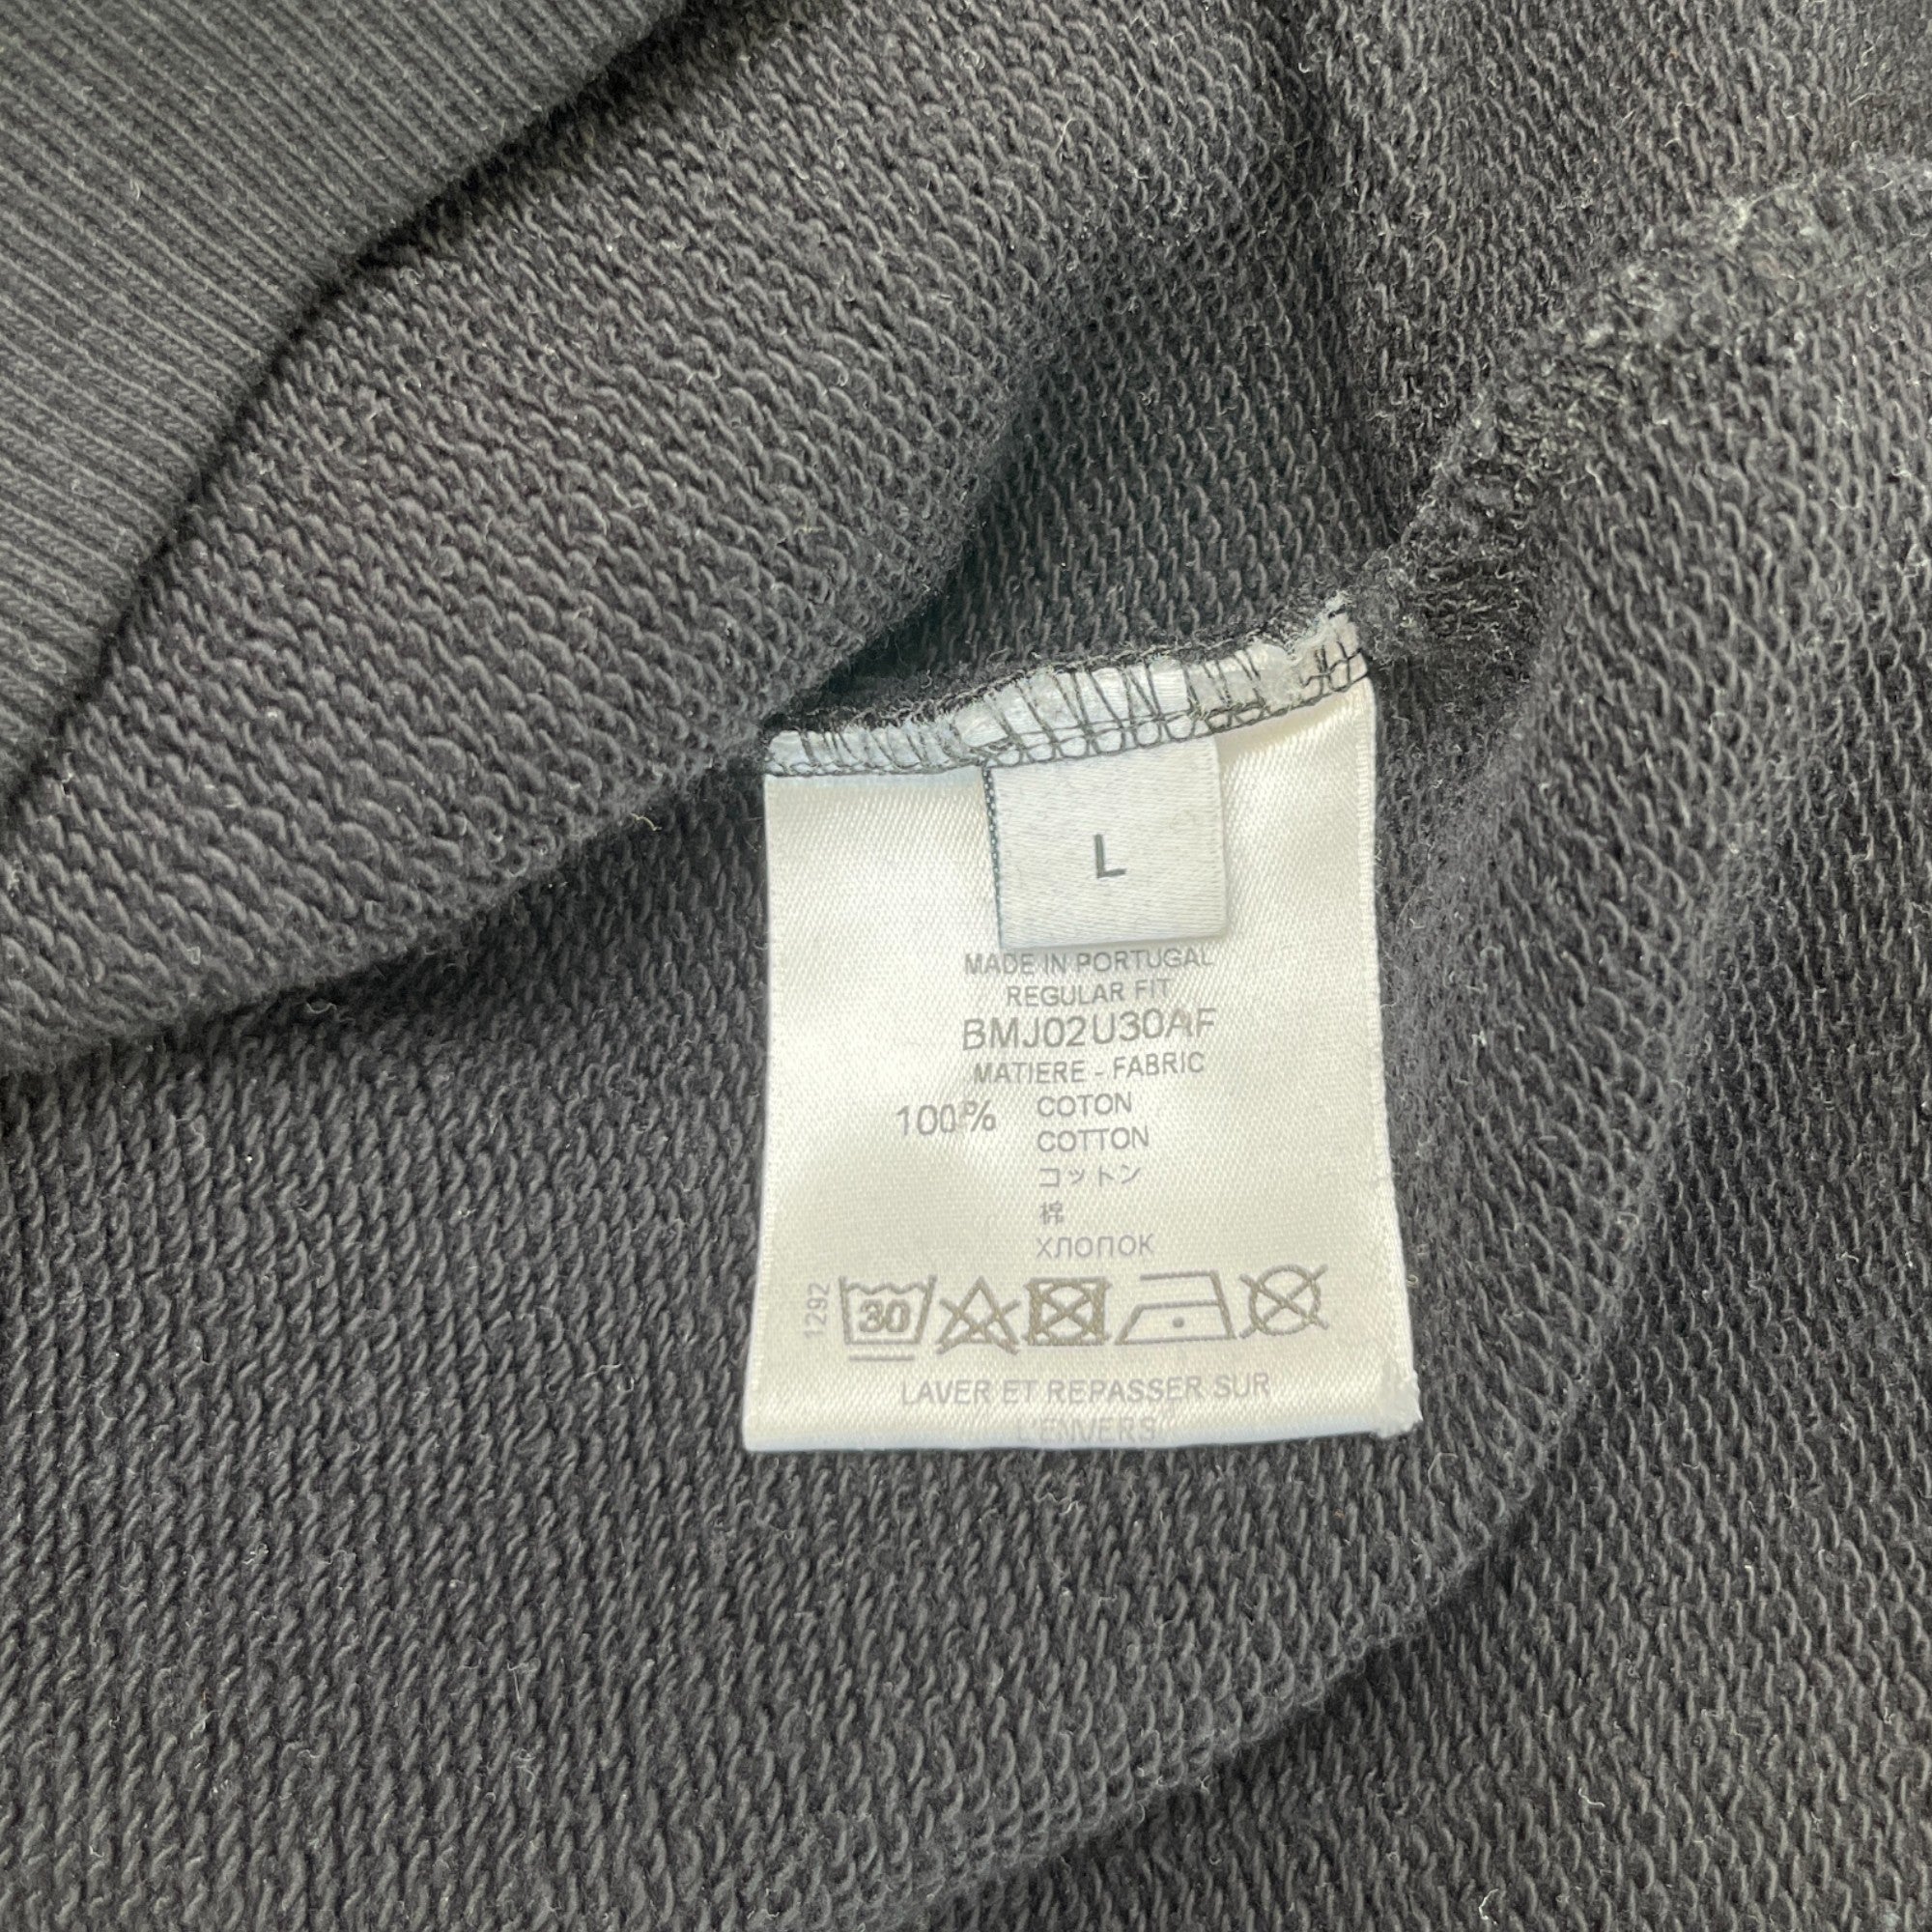 L
MADE IN PORTUGAL
REGULAR FIT
BMJ02U30AF
MATIERE - FABRIC
100% COTON
COTTON
コットン
棉
ХЛОПОК
1292
30
LAVER ET REPASSER SUR
L'ENVERS